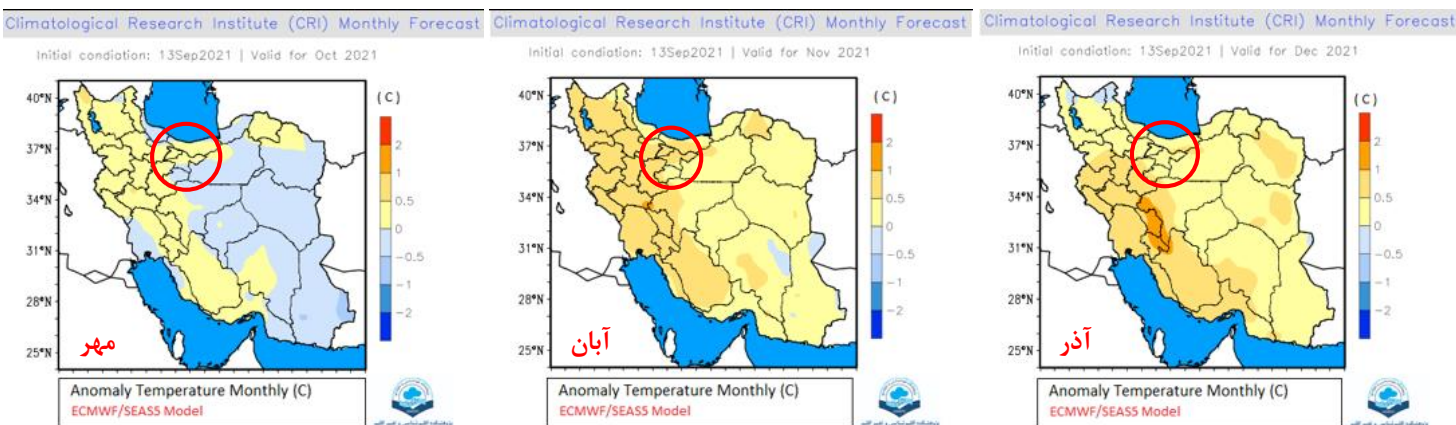 Climatological Research Institute (CRI) Monthly Forecast
Initial condiation: 13Sep2021 | Valid for Oct 2021
40°N
37°N
34°N
31°N
28°N
25°N
(C)
2
1
0.5
0
−0.5
−1
−2
مهر
Anomaly Temperature Monthly (C)
ECMWF/SEAS5 Model
Climatological Research Institute (CRI) Monthly Forecast
Initial condiation: 13Sep2021 | Valid for Nov 2021
40°N
37°N
34°N
31°N
28°N
25°N
(C)
2
1
0.5
0
−0.5
−1
−2
آبان
Anomaly Temperature Monthly (C)
ECMWF/SEAS5 Model
Climatological Research Institute (CRI) Monthly Forecast
Initial condiation: 13Sep2021 | Valid for Dec 2021
40°N
37°N
34°N
31°N
28°N
25°N
(C)
2
1
0.5
0
−0.5
−1
−2
آذر
Anomaly Temperature Monthly (C)
ECMWF/SEAS5 Model